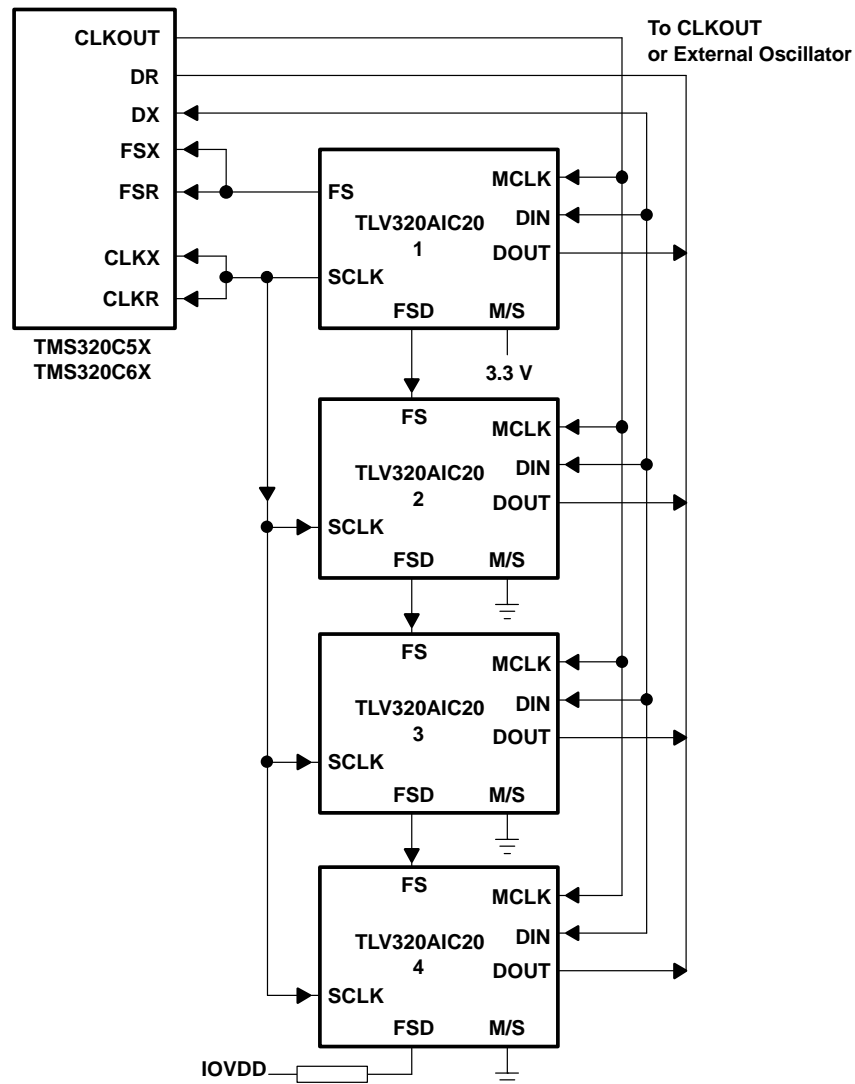 CLKOUT
DR
DX
FSX
FSR
CLKX
CLKR
TMS320C5X
TMS320C6X
To CLKOUT
or External Oscillator
FS
MCLK
TLV320AIC20
1
DIN
DOUT
SCLK
FSD
M/S
3.3 V
FS
MCLK
TLV320AIC20
2
DIN
DOUT
SCLK
FSD
M/S
FS
MCLK
TLV320AIC20
3
DIN
DOUT
SCLK
FSD
M/S
FS
MCLK
TLV320AIC20
4
DIN
DOUT
SCLK
FSD
M/S
IOVDD